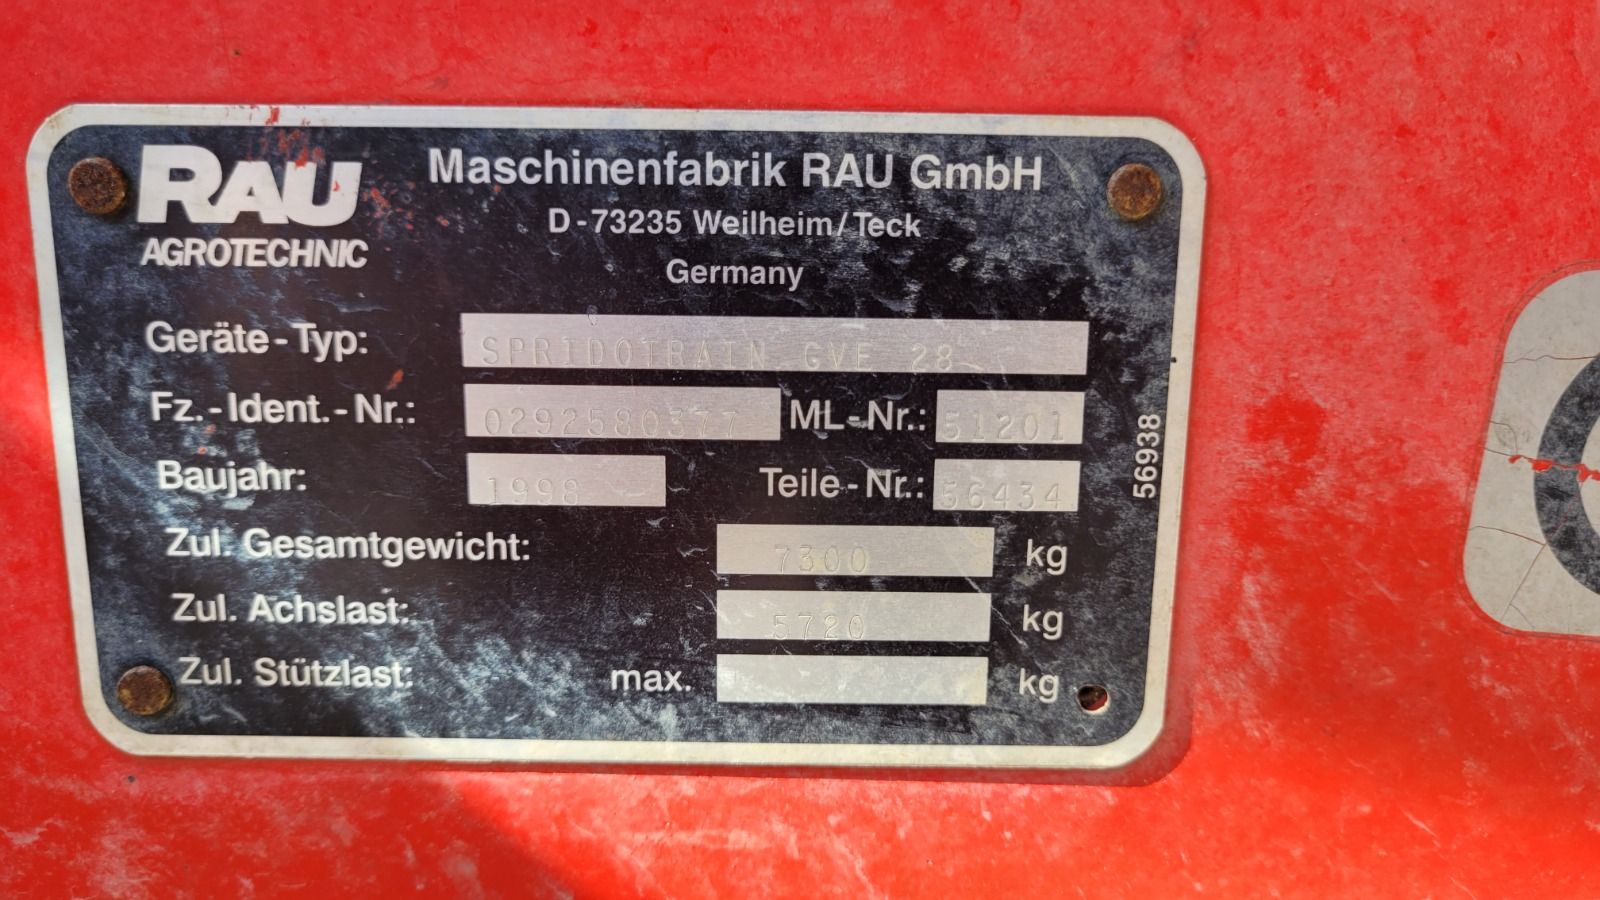 RAU
AGROTECHNIC
Maschinenfabrik RAU GmbH
D-73235 Weilheim/Teck
Germany
Geräte-Typ: SPRIDOTRAIN GVE 28
Fz.-Ident.-Nr.: 0292580377 ML-Nr.: 51201
Baujahr: 1998 Teile-Nr.: 56434
Zul. Gesamtgewicht: 7300 kg
Zul. Achslast: 5720 kg
Zul. Stützlast: max. kg
56938